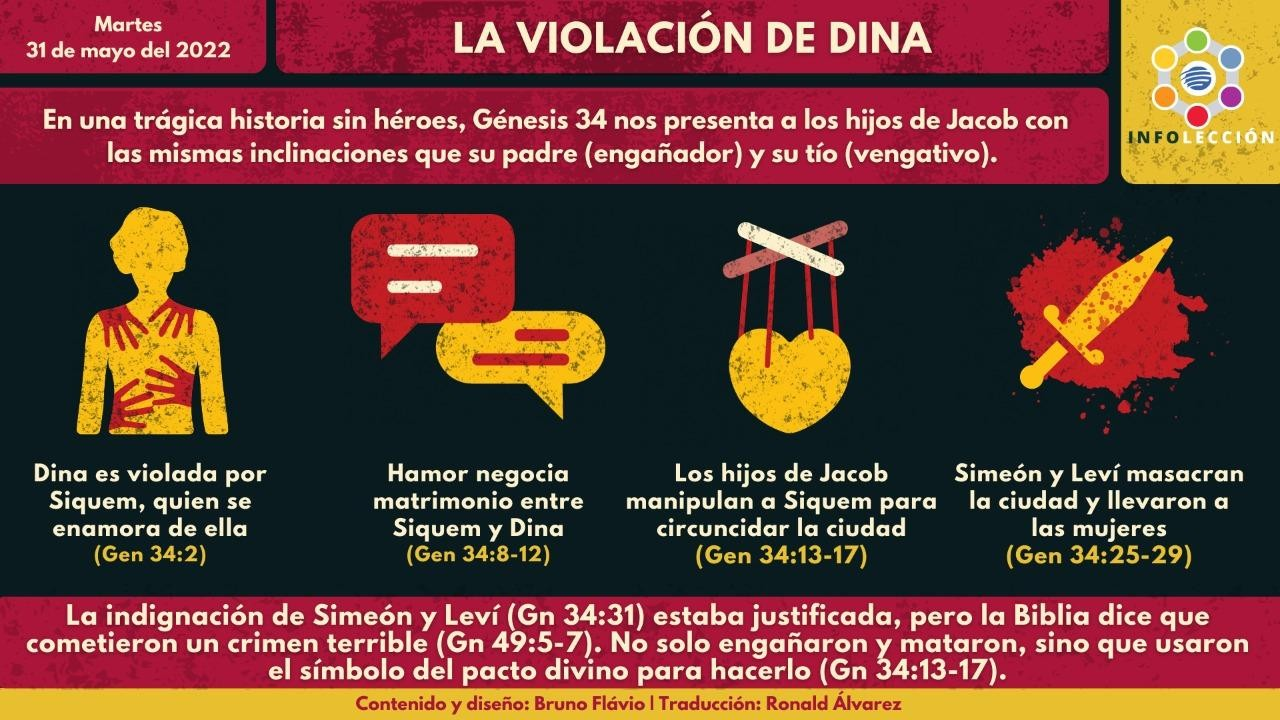 Martes
31 de mayo del 2022
LA VIOLACIÓN DE DINA
INFOLECCIÓN
En una trágica historia sin héroes, Génesis 34 nos presenta a los hijos de Jacob con
las mismas inclinaciones que su padre (engañador) y su tío (vengativo).
Dina es violada por
Siquem, quien se
enamora de ella
(Gen 34:2)
Hamor negocia
matrimonio entre
Siquem y Dina
(Gen 34:8-12)
Los hijos de Jacob
manipulan a Siquem para
circuncidar la ciudad
(Gen 34:13-17)
Simeón y Leví masacran
la ciudad y llevaron a
las mujeres
(Gen 34:25-29)
La indignación de Simeón y Leví (Gn 34:31) estaba justificada, pero la Biblia dice que
cometieron un crimen terrible (Gn 49:5-7). No solo engañaron y mataron, sino que usaron
el símbolo del pacto divino para hacerlo (Gn 34:13-17).
Contenido y diseño: Bruno Flávio | Traducción: Ronald Álvarez